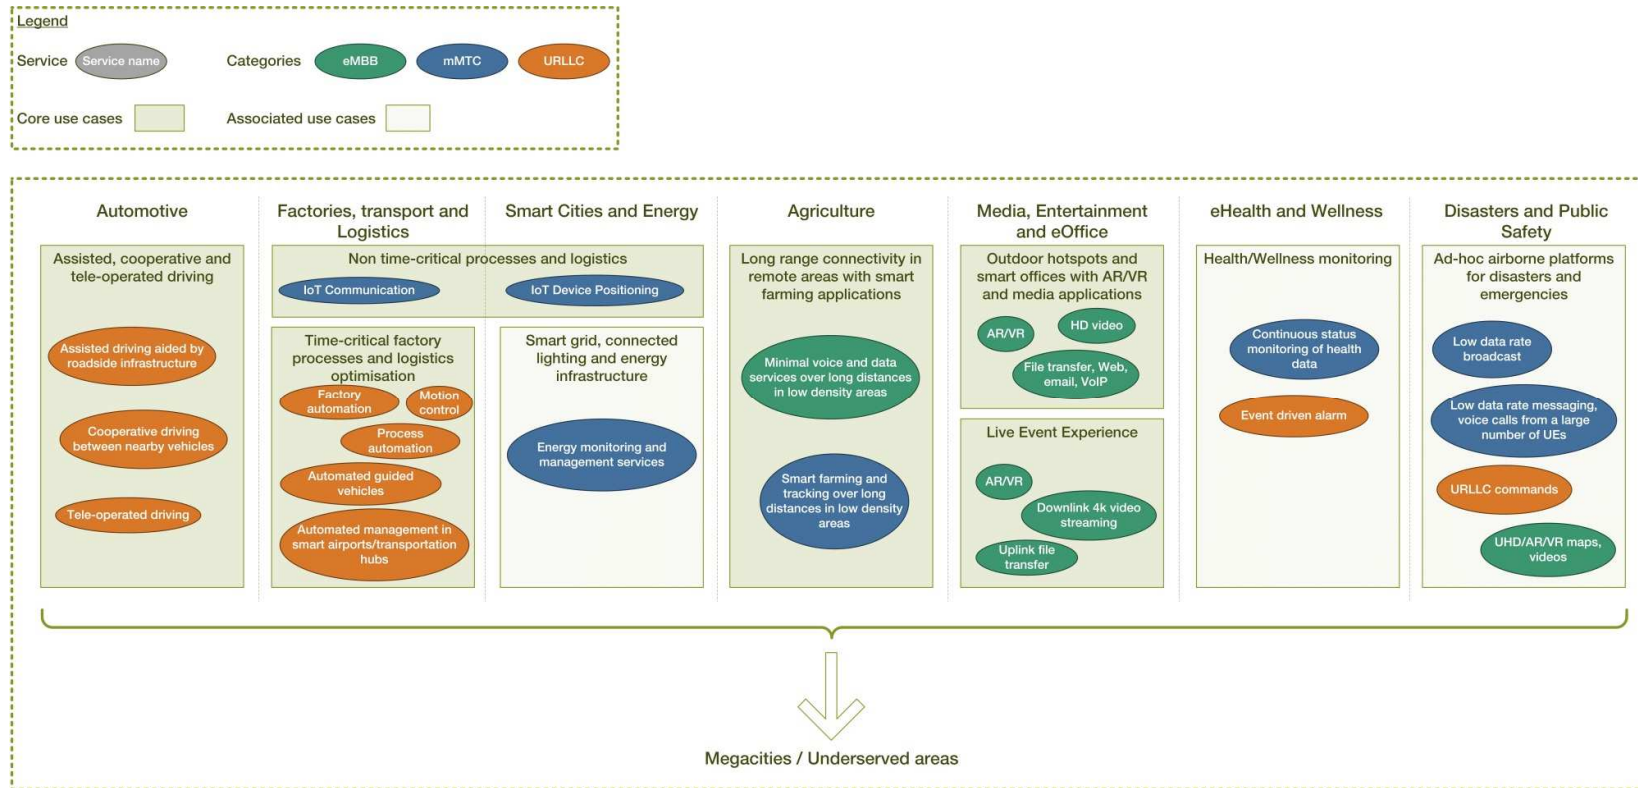 Legend
Service
Service name
Categories
eMBB
mMTC
URLLC
Core use cases
Associated use cases
Automotive
Assisted, cooperative and
tele-operated driving
Assisted driving aided by
roadside infrastructure
Cooperative driving
between nearby vehicles
Tele-operated driving
Factories, transport and
Logistics
Smart Cities and Energy
Non time-critical processes and logistics
IoT Communication
IoT Device Positioning
Time-critical factory
processes and logistics
optimisation
Factory
automation
Motion
control
Process
automation
Automated guided
vehicles
Automated management in
smart airports/transportation
hubs
Smart grid, connected
lighting and energy
infrastructure
Energy monitoring and
management services
Agriculture
Long range connectivity in
remote areas with smart
farming applications
Minimal voice and data
services over long distances
in low density areas
Smart farming and
tracking over long
distances in low density
areas
Media, Entertainment
and eOffice
Outdoor hotspots and
smart offices with AR/VR
and media applications
AR/VR
HD video
File transfer, Web,
email, VoIP
Live Event Experience
AR/VR
Downlink 4k video
streaming
Uplink file
transfer
eHealth and Wellness
Health/Wellness monitoring
Continuous status
monitoring of health
data
Event driven alarm
Disasters and Public
Safety
Ad-hoc airborne platforms
for disasters and
emergencies
Low data rate
broadcast
Low data rate messaging,
voice calls from a large
number of UEs
URLLC commands
UHD/AR/VR maps,
videos
Megacities / Underserved areas